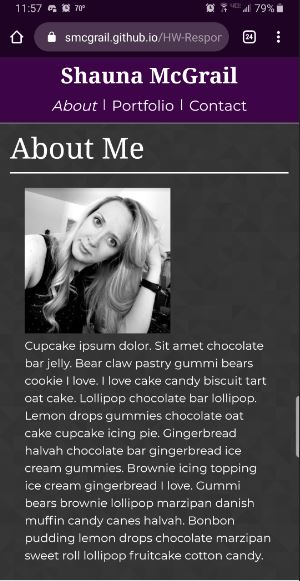 11:57 70°
79%
smcgrail.github.io/HW-Respor 24
Shauna McGrail
About | Portfolio | Contact
About Me
Cupcake ipsum dolor. Sit amet chocolate
bar jelly. Bear claw pastry gummi bears
cookie I love. I love cake candy biscuit tart
oat cake. Lollipop chocolate bar lollipop.
Lemon drops gummies chocolate oat
cake cupcake icing pie. Gingerbread
halvah chocolate bar gingerbread ice
cream gummies. Brownie icing topping
ice cream gingerbread I love. Gummi
bears brownie lollipop marzipan danish
muffin candy canes halvah. Bonbon
pudding lemon drops chocolate marzipan
sweet roll lollipop fruitcake cotton candy.